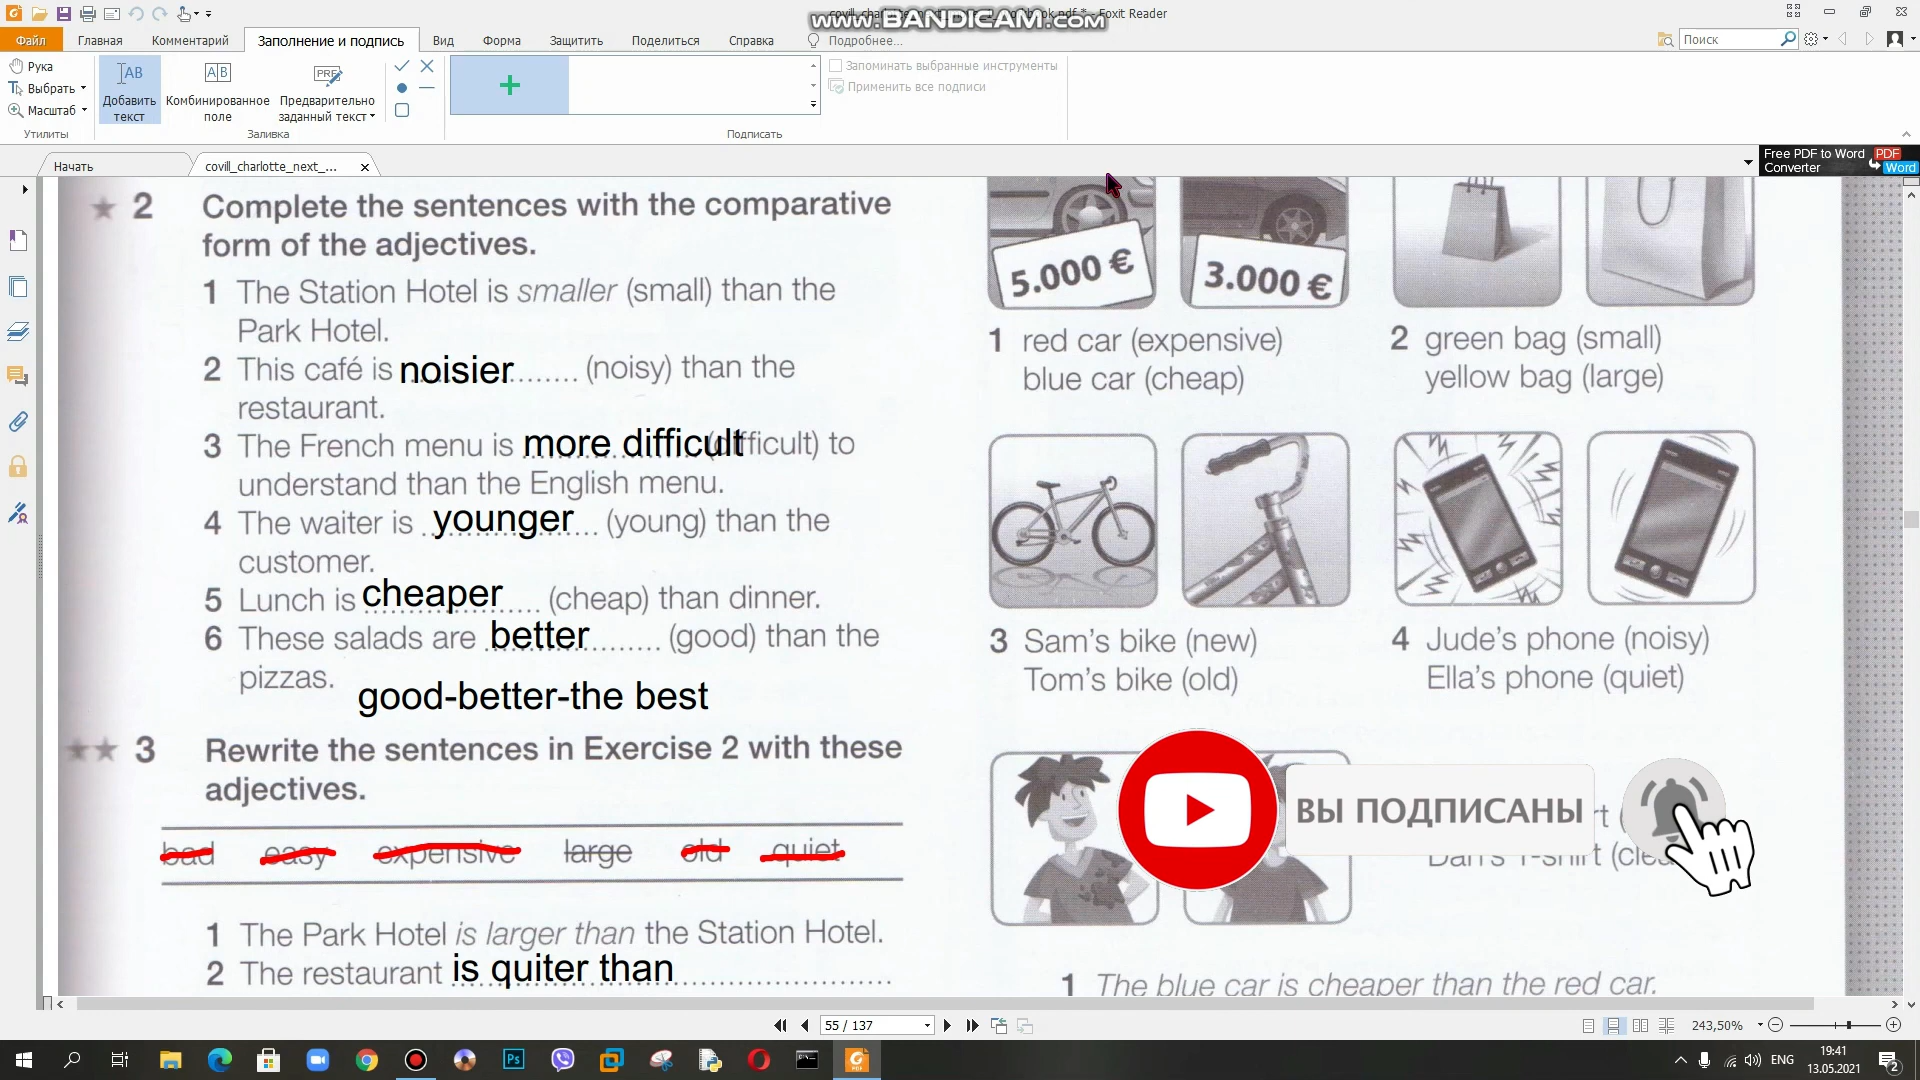 covill_charlotte_next_
book.pdf * - Foxit Reader
www.BANDICAM.com
Файл
Главная
Комментарий
Заполнение и подпись
Вид
Форма
Защитить
Поделиться
Справка
Подробнее...
Поиск
Рука
Выбрать
Масштаб
Утилиты
Добавить текст
Комбинированное поле
Предварительно заданный текст
Заливка
Запоминать выбранные инструменты
Применить все подписи
Подписать
Начать
covill_charlotte_next_...
Free PDF to Word
Converter
PDF
Word
2 Complete the sentences with the comparative
form of the adjectives.
1 The Station Hotel is smaller (small) than the
Park Hotel.
2 This café is noisier ........ (noisy) than the
restaurant.
3 The French menu is more difficult (difficult) to
understand than the English menu.
4 The waiter is younger ... (young) than the
customer.
5 Lunch is cheaper .... (cheap) than dinner.
6 These salads are better ........ (good) than the
pizzas.
good-better-the best
3 Rewrite the sentences in Exercise 2 with these
adjectives.
bad easy expensive large old quiet
1 The Park Hotel is larger than the Station Hotel.
2 The restaurant is quiter than ........................
5.000 €
3.000 €
1 red car (expensive)
blue car (cheap)
2 green bag (small)
yellow bag (large)
3 Sam's bike (new)
Tom's bike (old)
4 Jude's phone (noisy)
Ella's phone (quiet)
ВЫ ПОДПИСАНЫ
Dan's T-shirt
1 The blue car is cheaper than the red car.
55 / 137
243,50%
Ps
ENG
19:41
13.05.2021
2